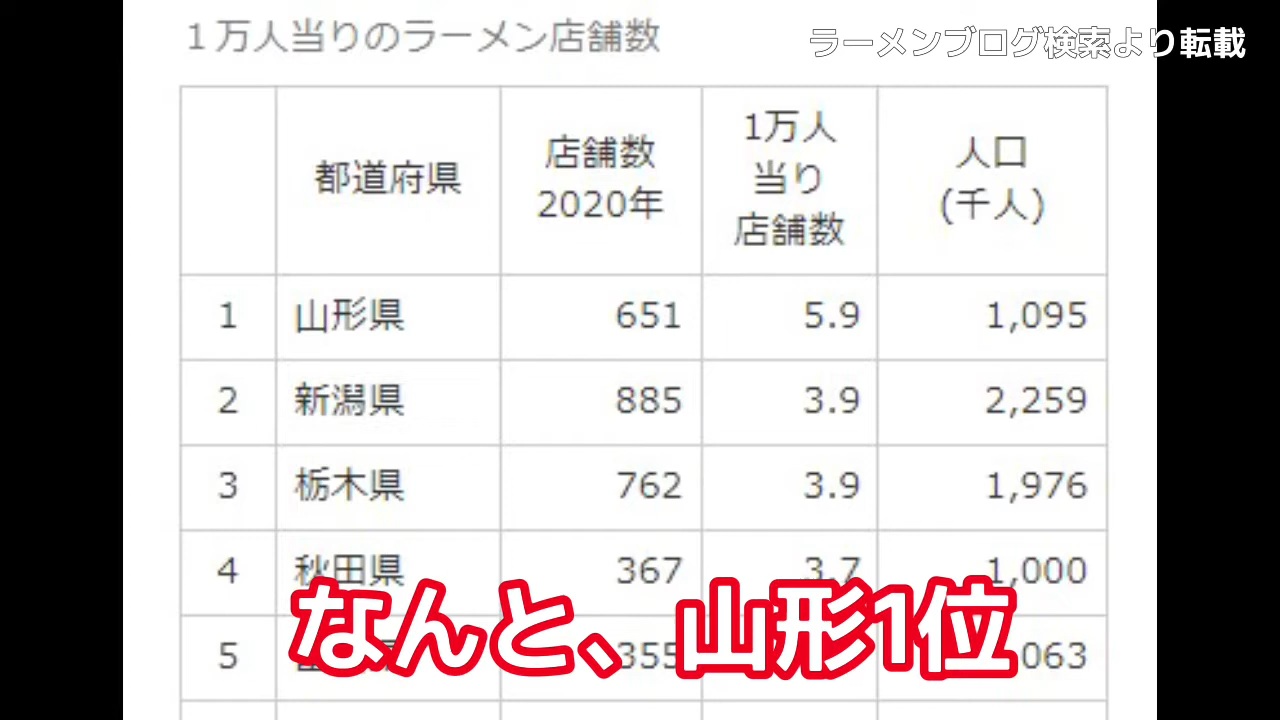 1万人当りのラーメン店舗数
ラーメンブログ検索より転載
都道府県 店舗数 2020年 1万人 当り 店舗数 人口 (千人)
1 山形県 651 5.9 1,095
2 新潟県 885 3.9 2,259
3 栃木県 762 3.9 1,976
4 秋田県 367 3.7 1,000
5 355 063
なんと、山形1位